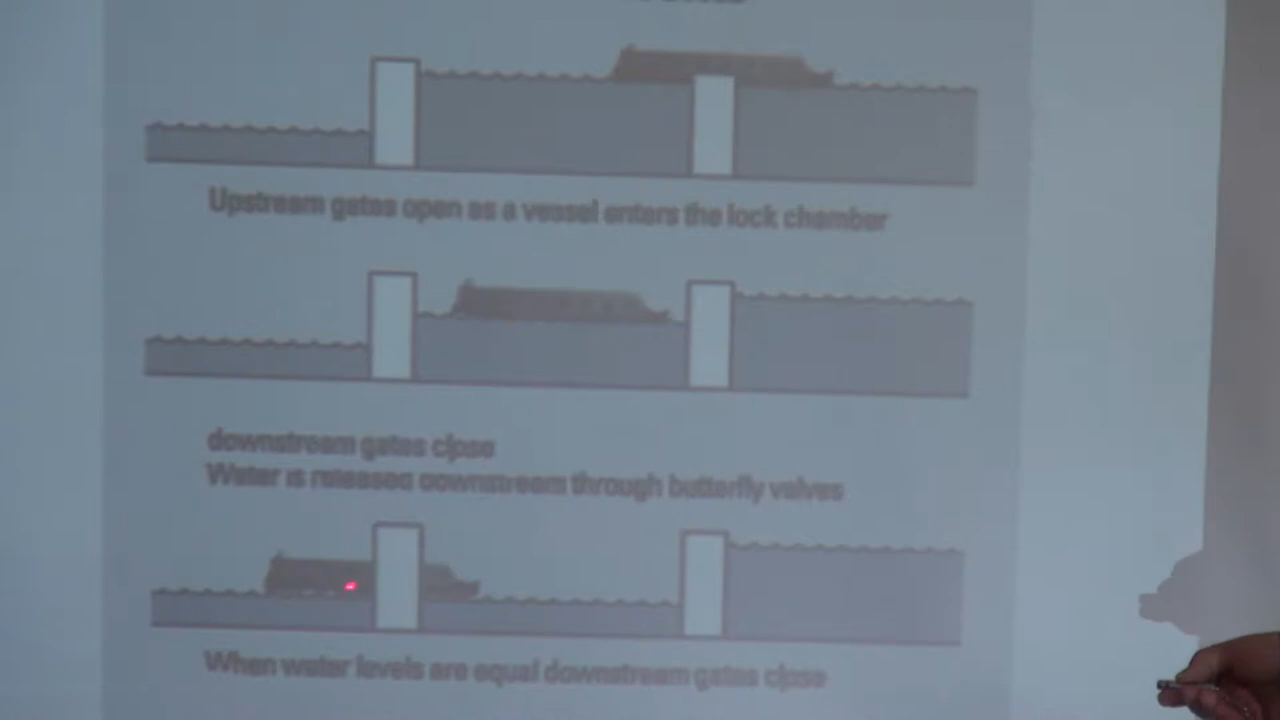 Upstream gates open as a vessel enters the lock chamber
downstream gates close
Water is released downstream through butterfly valves
When water levels are equal downstream gates close